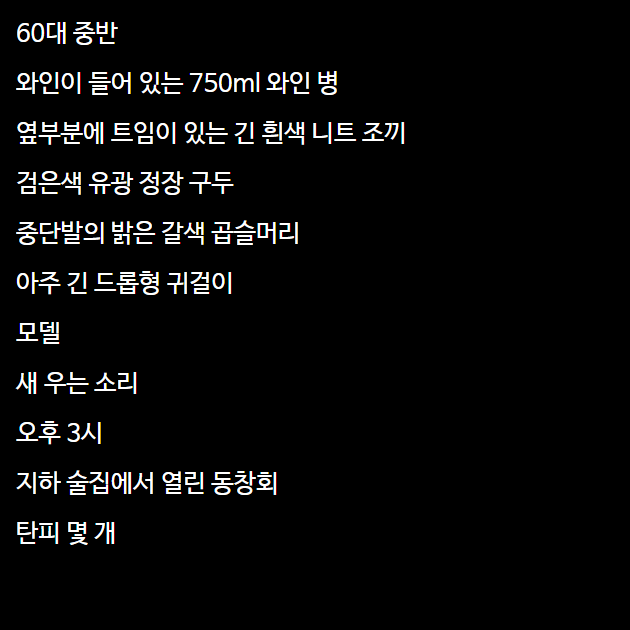 60대 중반
와인이 들어 있는 750ml 와인 병
옆부분에 트임이 있는 긴 흰색 니트 조끼
검은색 유광 정장 구두
중단발의 밝은 갈색 곱슬머리
아주 긴 드롭형 귀걸이
모델
새 우는 소리
오후 3시
지하 술집에서 열린 동창회
탄피 몇 개